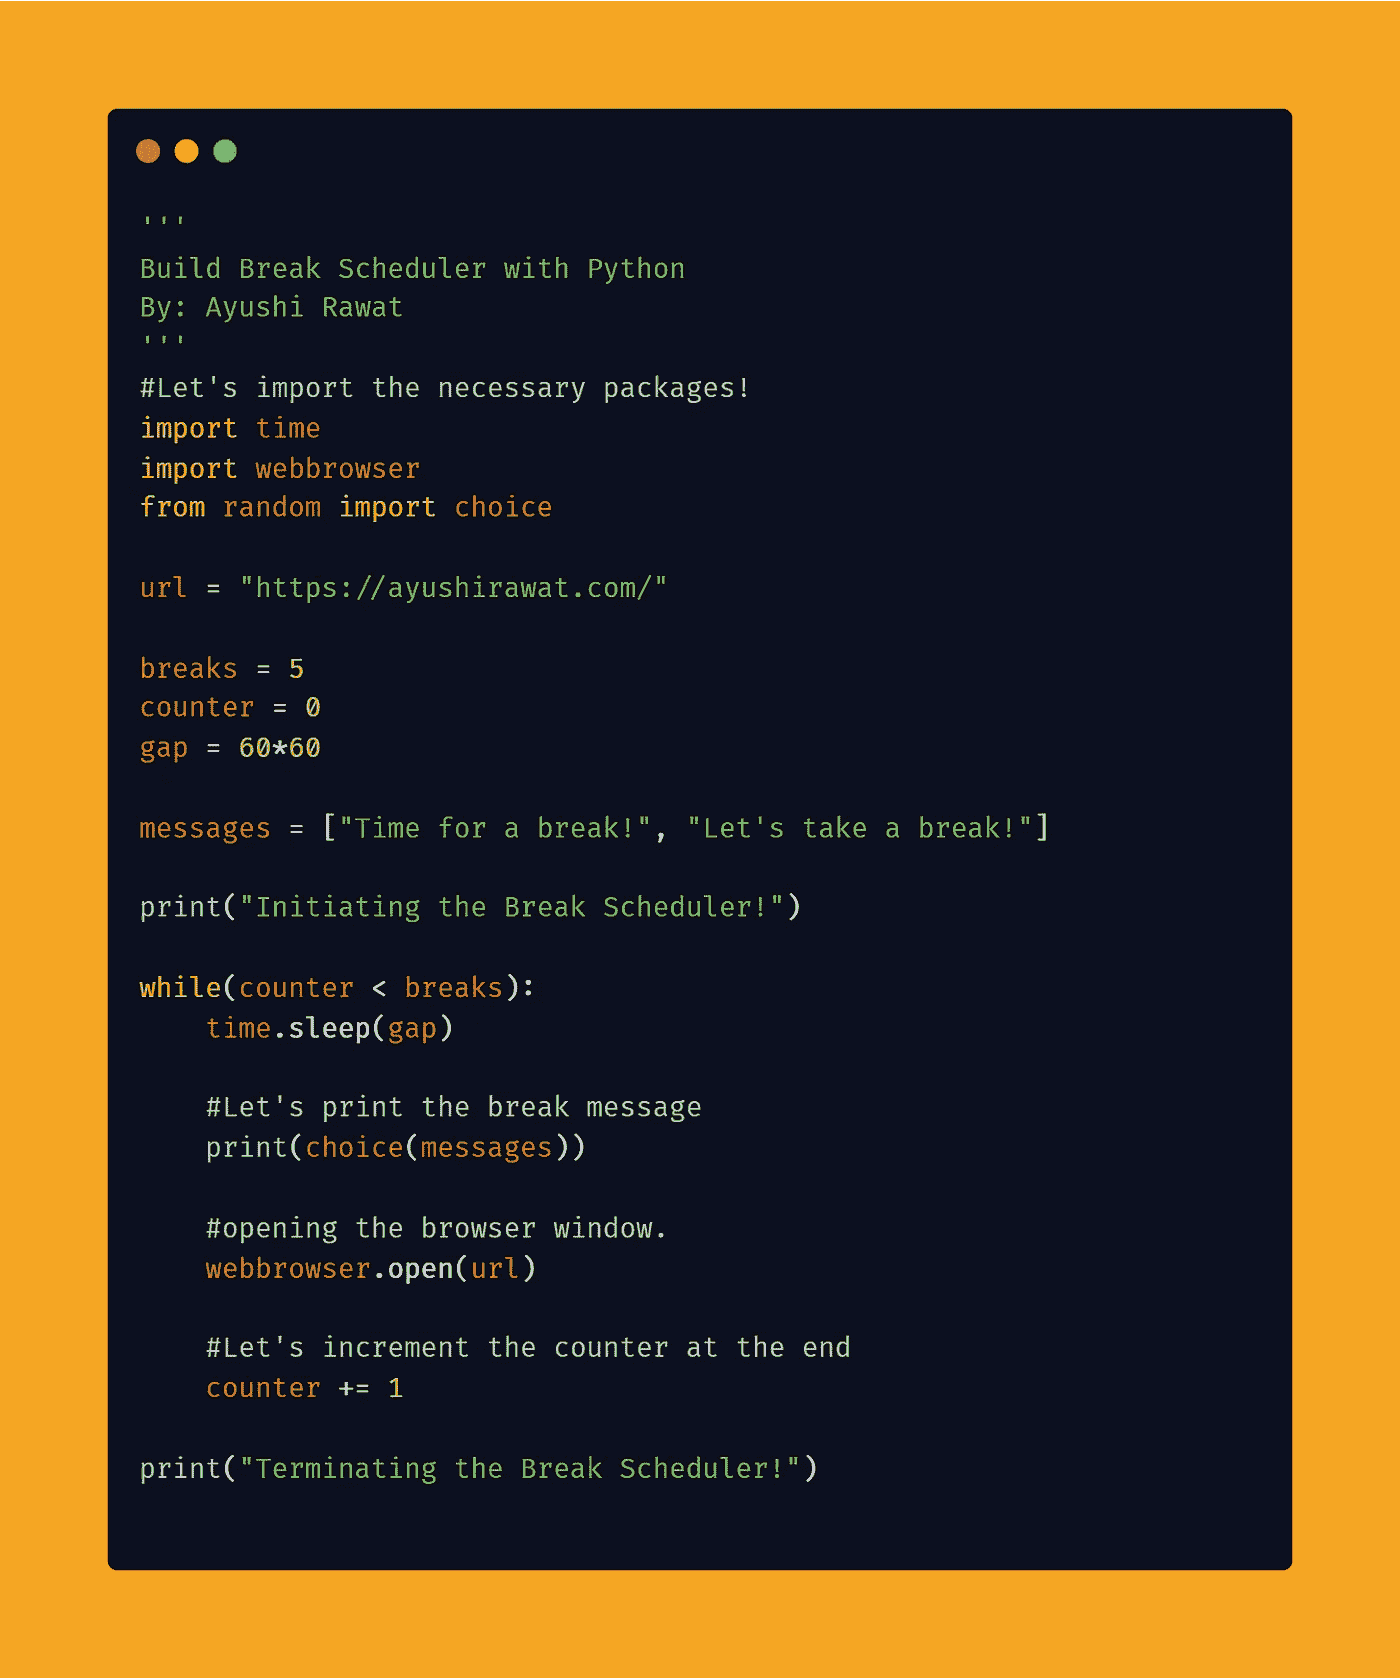 '''
Build Break Scheduler with Python
By: Ayushi Rawat
'''
#Let's import the necessary packages!
import time
import webbrowser
from random import choice

url = "https://ayushirawat.com/"

breaks = 5
counter = 0
gap = 60*60

messages = ["Time for a break!", "Let's take a break!"]

print("Initiating the Break Scheduler!")

while(counter < breaks):
    time.sleep(gap)

    #Let's print the break message
    print(choice(messages))

    #opening the browser window.
    webbrowser.open(url)

    #Let's increment the counter at the end
    counter += 1

print("Terminating the Break Scheduler!")